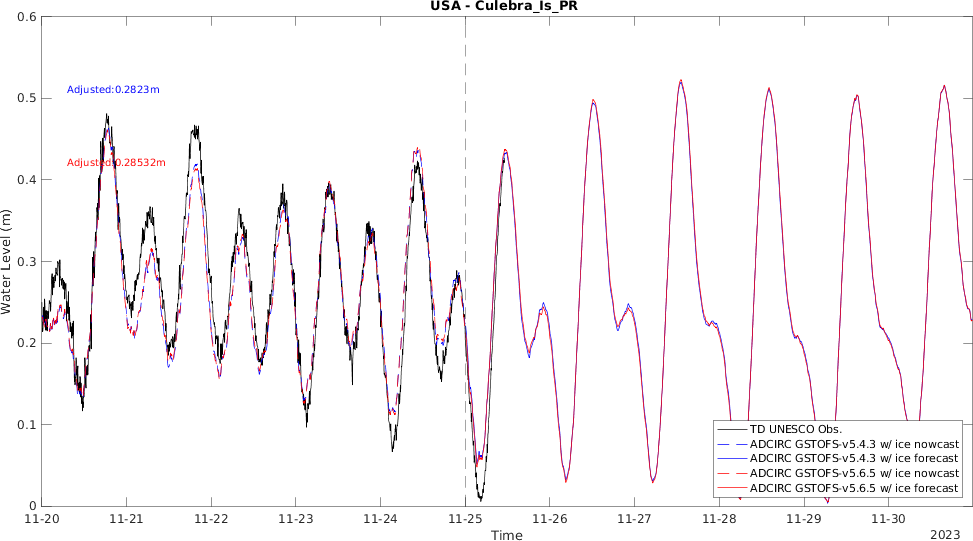 USA - Culebra_Is_PR
0.6
Adjusted:0.2823m
0.5
Adjusted:0.28532m
0.4
0.3
0.2
0.1
0
Water Level (m)
TD UNESCO Obs.
ADCIRC GSTOFS-v5.4.3 w/ ice nowcast
ADCIRC GSTOFS-v5.4.3 w/ ice forecast
ADCIRC GSTOFS-v5.6.5 w/ ice nowcast
ADCIRC GSTOFS-v5.6.5 w/ ice forecast
11-20 11-21 11-22 11-23 11-24 11-25 11-26 11-27 11-28 11-29 11-30
Time
2023